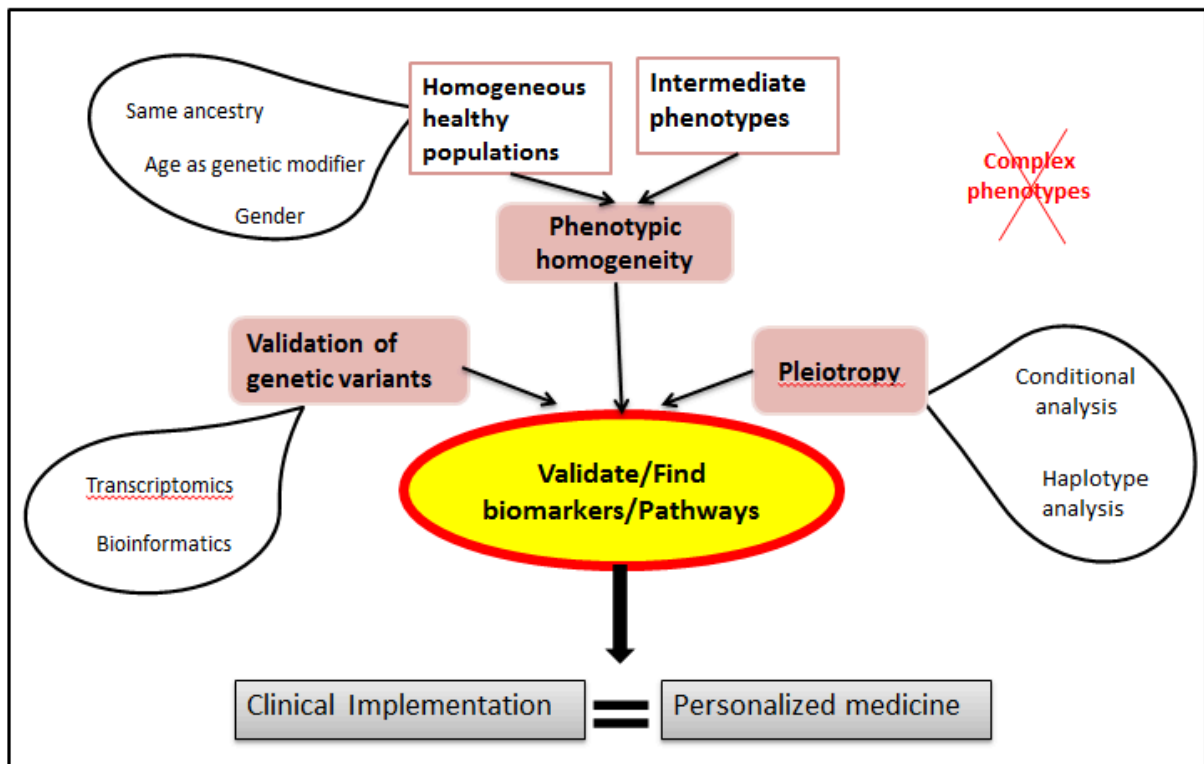 Homogeneous
healthy
populations
Intermediate
phenotypes
Same ancestry
Age as genetic modifier
Gender
Complex
phenotypes
Phenotypic
homogeneity
Validation of
genetic variants
Pleiotropy
Conditional
analysis
Haplotype
analysis
Transcriptomics
Bioinformatics
Validate/Find
biomarkers/Pathways
Clinical Implementation = Personalized medicine